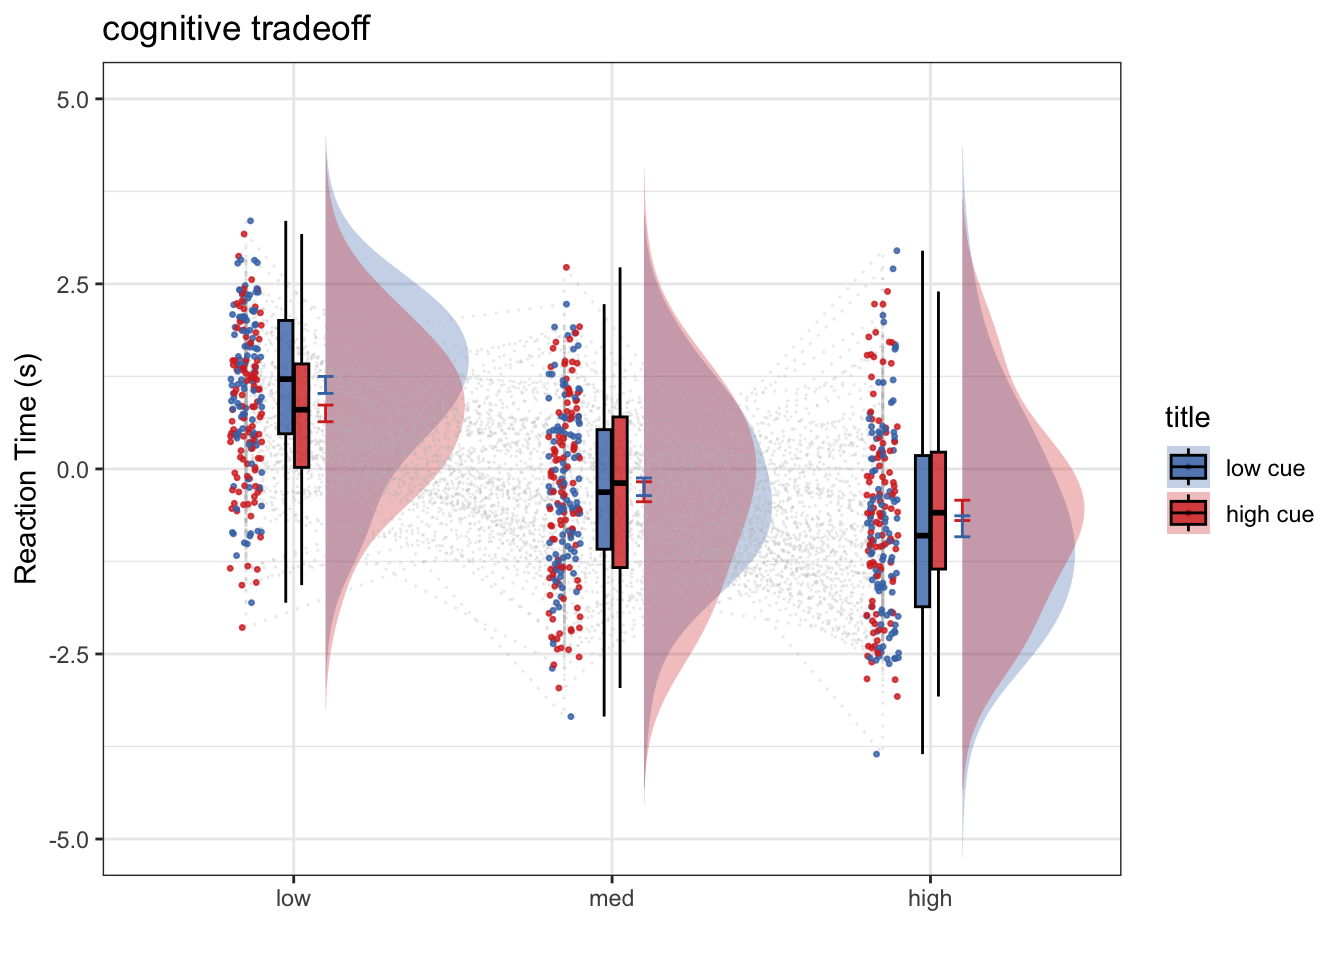 cognitive tradeoff
5.0
2.5
0.0
-2.5
-5.0
Reaction Time (s)
low
med
high
title
low cue
high cue